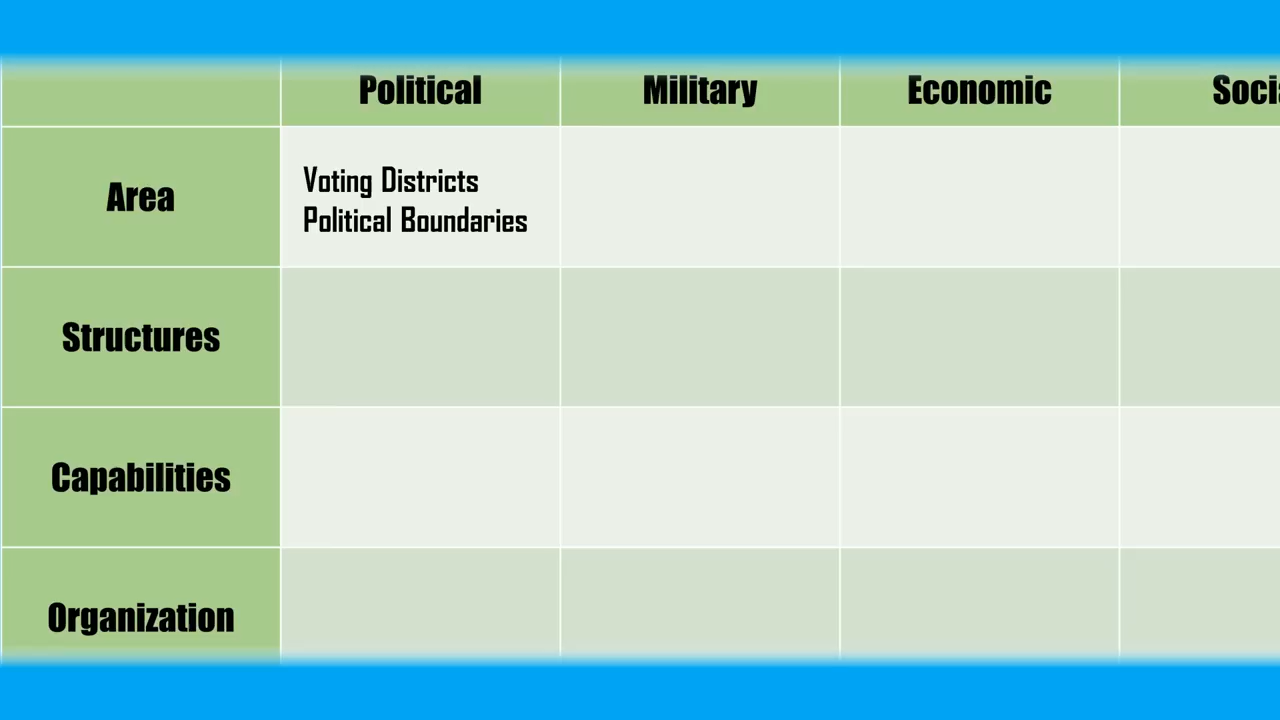 Political Military Economic
Area
Voting Districts
Political Boundaries
Structures
Capabilities
Organization